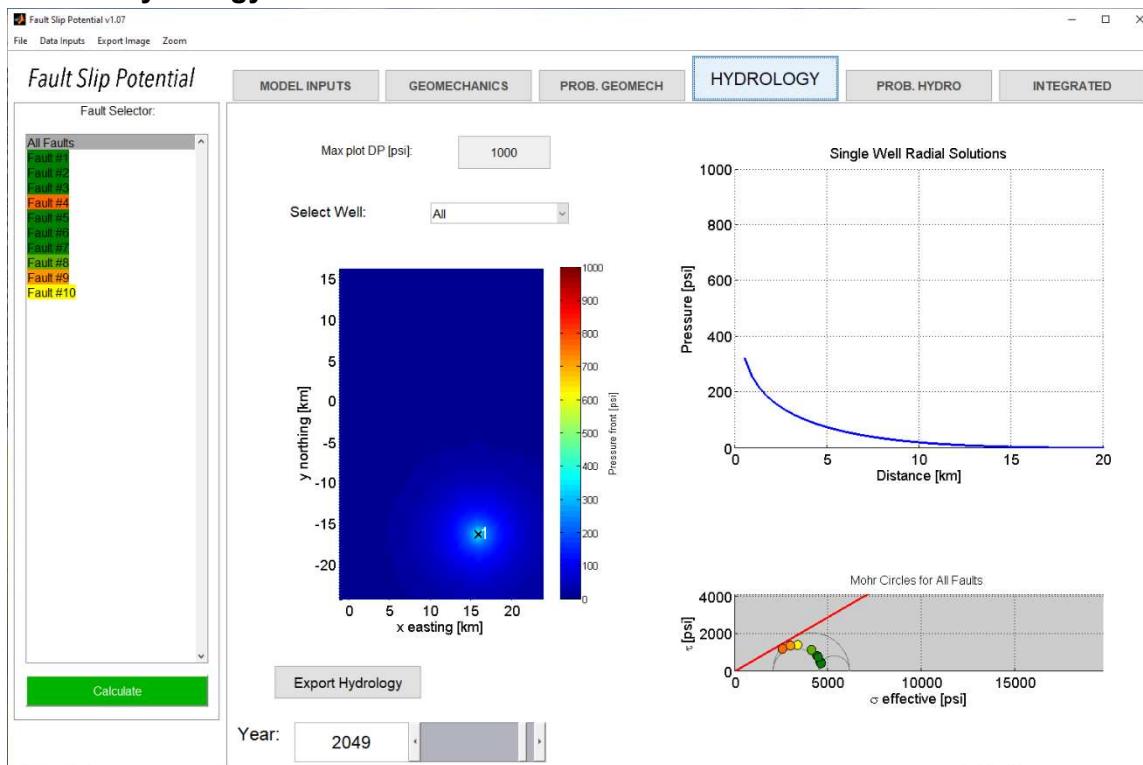 Fault Slip Potential v1.07
File Data Inputs Export Image Zoom
Fault Slip Potential
MODEL INPUTS GEOMECHANICS PROB. GEOMECH HYDROLOGY PROB. HYDRO INTEGRATED
Fault Selector:
All Faults
Fault #1
Fault #2
Fault #3
Fault #4
Fault #5
Fault #6
Fault #7
Fault #8
Fault #9
Fault #10
Calculate
Max plot DP [psi]: 1000
Select Well: All
15
10
5
0
-5
-10
-15
-20
y northing [km]
1
0 5 10 15 20
x easting [km]
1000
900
800
700
600
500
400
300
200
100
0
Pressure front [psi]
Export Hydrology
Year: 2049
Single Well Radial Solutions
1000
800
600
400
200
0
Pressure [psi]
0 5 10 15 20
Distance [km]
Mohr Circles for All Faults
4000
2000
0
τ [psi]
0 5000 10000 15000
σ effective [psi]